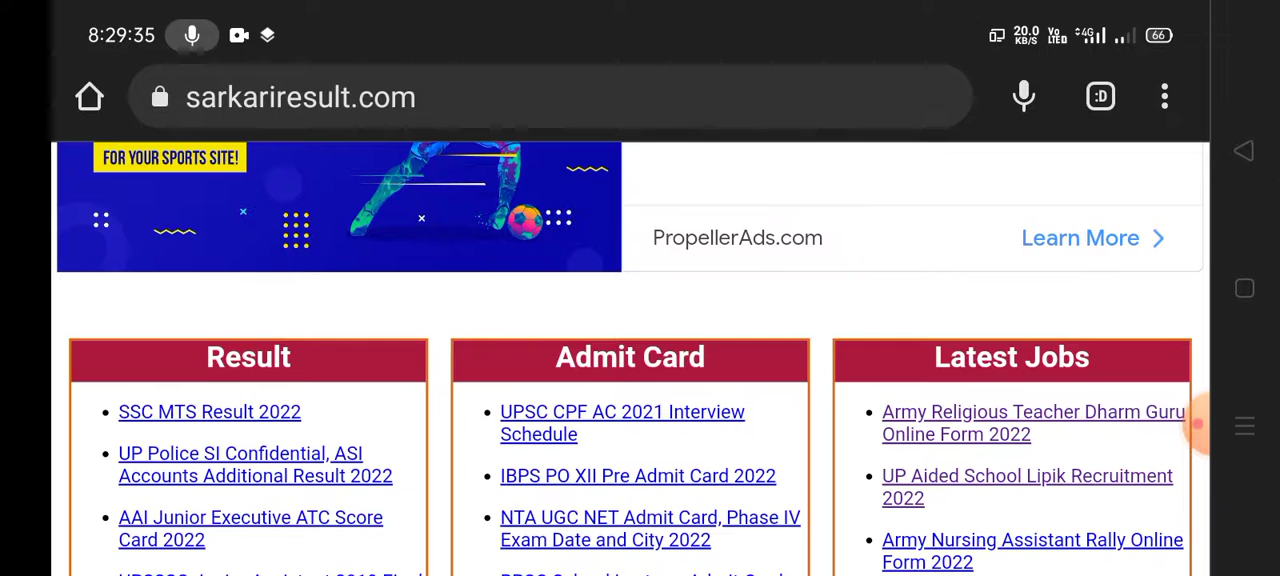 8:29:35
20.0 KB/S Vo LTED 4G 66
sarkariresult.com
:D
FOR YOUR SPORTS SITE!
PropellerAds.com
Learn More
Result
SSC MTS Result 2022
UP Police SI Confidential, ASI
Accounts Additional Result 2022
AAI Junior Executive ATC Score
Card 2022
Admit Card
UPSC CPF AC 2021 Interview
Schedule
IBPS PO XII Pre Admit Card 2022
NTA UGC NET Admit Card, Phase IV
Exam Date and City 2022
Latest Jobs
Army Religious Teacher Dharm Guru
Online Form 2022
UP Aided School Lipik Recruitment
2022
Army Nursing Assistant Rally Online
Form 2022